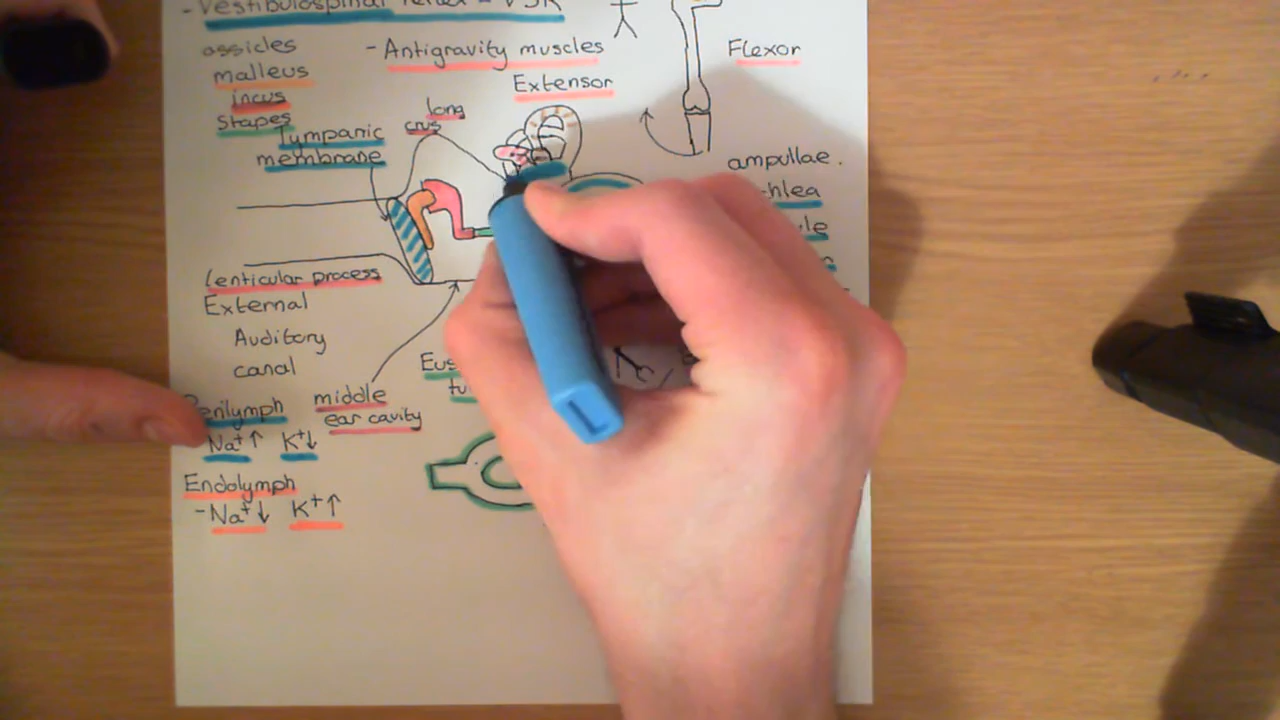 - Vestibulospinal reflex - VSR
ossicles
malleus
incus
Stapes
- Antigravity muscles
Extensor
Flexor
long
crus
Tympanic
membrane
ampullae.
lenticular process
External
Auditory
canal
middle
ear cavity
Perilymph
Na+↑ K+↓
Endolymph
- Na+↓ K+↑